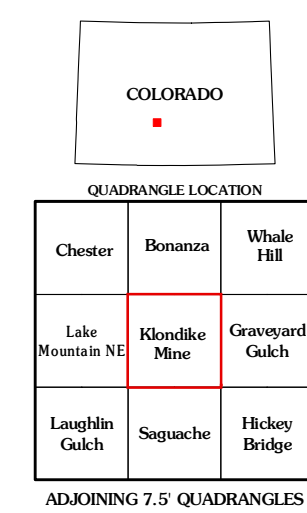 COLORADO
QUADRANGLE LOCATION
Chester
Bonanza
Whale
Hill
Lake
Mountain NE
Klondike
Mine
Graveyard
Gulch
Laughlin
Gulch
Saguache
Hickey
Bridge
ADJOINING 7.5' QUADRANGLES